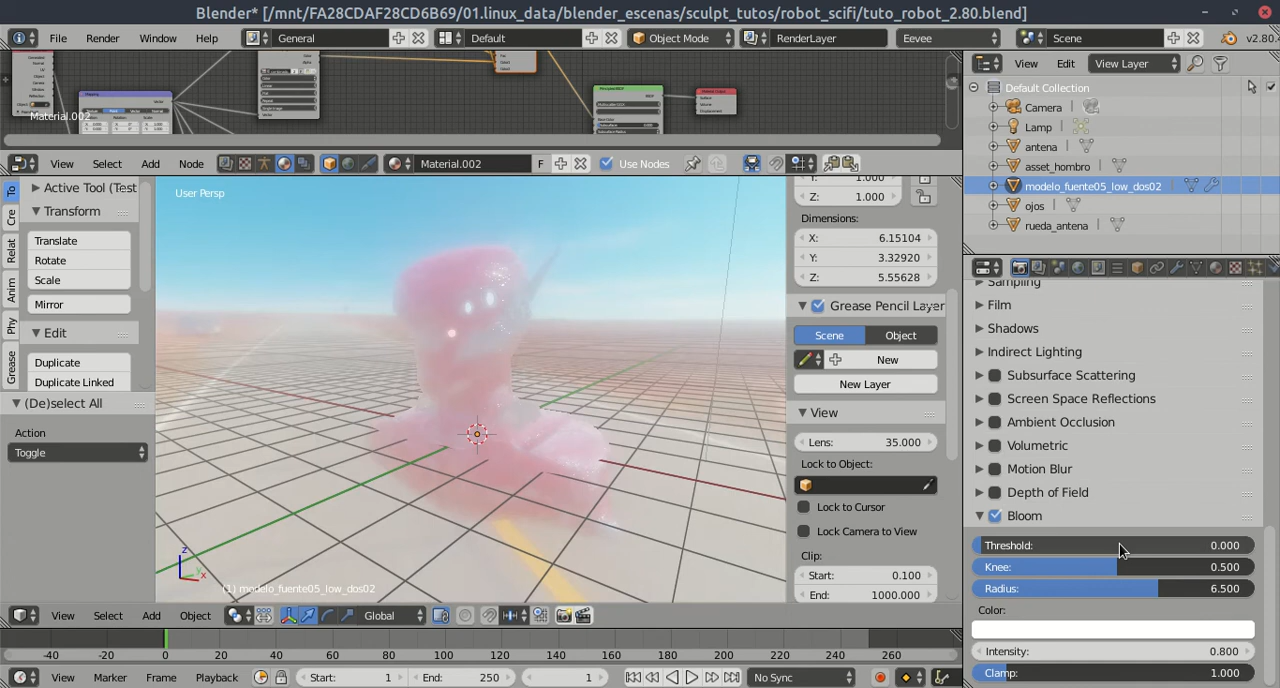 Blender* [/mnt/FA28CDAF28CD6B69/01.linux_data/blender_escenas/sculpt_tutos/robot_scifi/tuto_robot_2.80.blend]
File Render Window Help General Default Object Mode RenderLayer Eevee Scene v2.80.
View Edit View Layer
Default Collection
Camera
Lamp
antena
asset_hombro
modelo_fuente05_low_dos02
ojos
rueda_antena
Material.002
View Select Add Node Material.002 F Use Nodes
To
Cre
Relat
Anim
Phy
Grease
Active Tool (Test
Transform
Translate
Rotate
Scale
Mirror
Edit
Duplicate
Duplicate Linked
(De)select All
Action
Toggle
User Persp
z
y
x
(1) modelo_fuente05_low_dos02
Y: 1.000
Z: 1.000
Dimensions:
X: 6.15104
Y: 3.32920
Z: 5.55628
Grease Pencil Layer
Scene Object
New
New Layer
View
Lens: 35.000
Lock to Object:
Lock to Cursor
Lock Camera to View
Clip:
Start: 0.100
End: 1000.000
Sampling
Film
Shadows
Indirect Lighting
Subsurface Scattering
Screen Space Reflections
Ambient Occlusion
Volumetric
Motion Blur
Depth of Field
Bloom
Threshold: 0.000
Knee: 0.500
Radius: 6.500
Color:
Intensity: 0.800
Clamp: 1.000
View Select Add Object Global
-40 -20 0 20 40 60 80 100 120 140 160 180 200 220 240 260
View Marker Frame Playback Start: 1 End: 250 1 No Sync